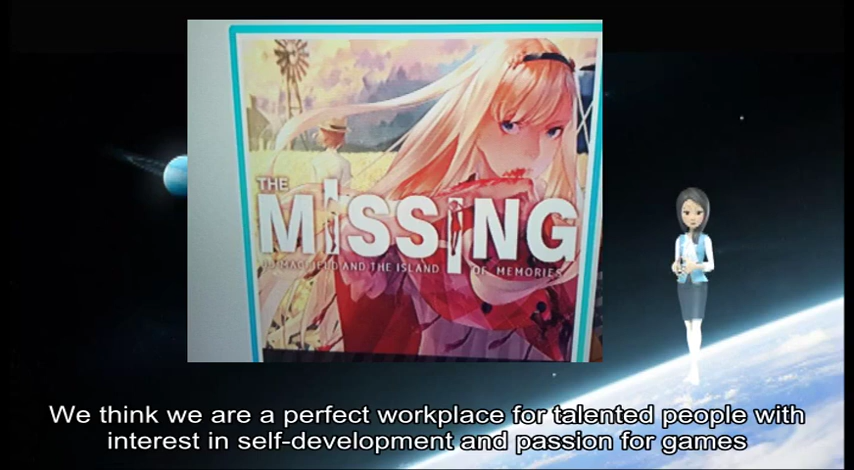 THE
MISSING
AND THE ISLAND OF MEMORIES
We think we are a perfect workplace for talented people with
interest in self-development and passion for games